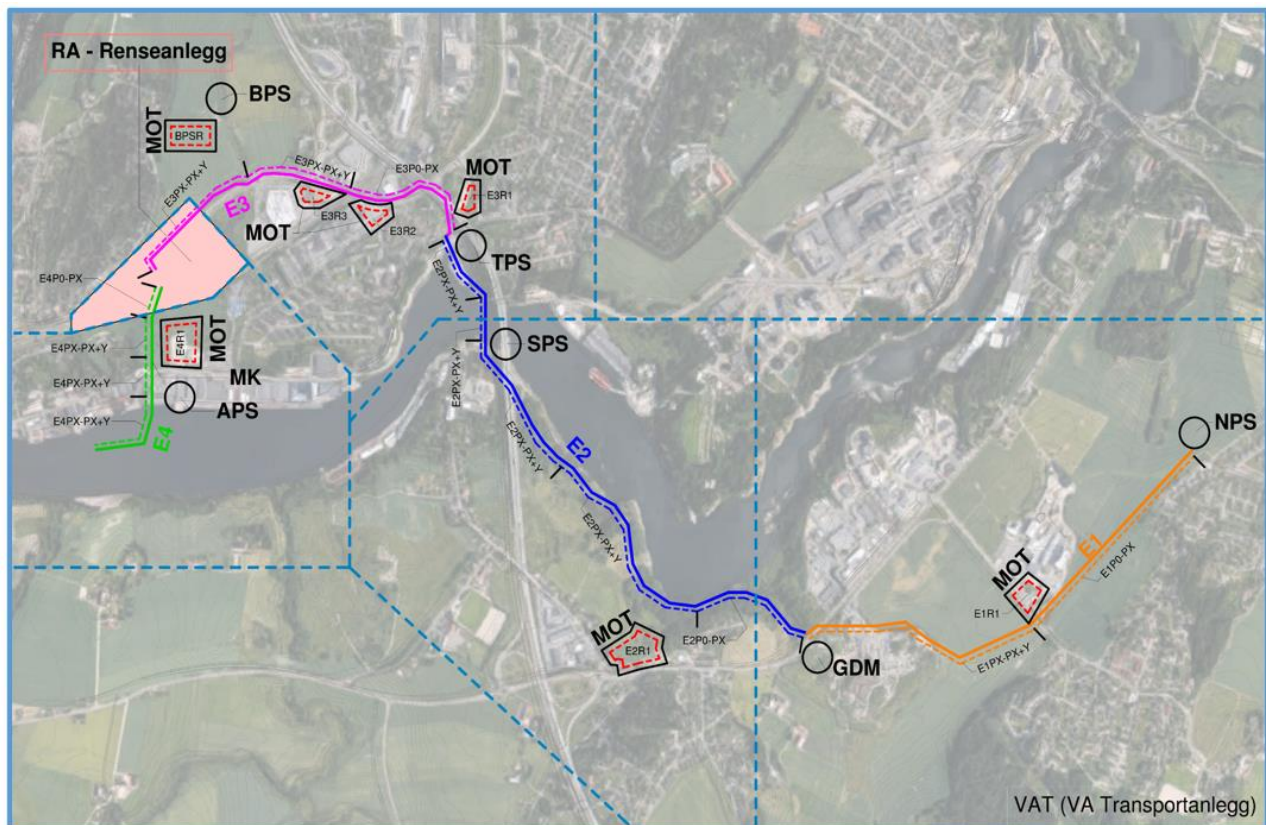 RA - Renseanlegg
BPS
MOT
BPSR
E3PX-PX+Y
E3PX-PX+Y
E3P0-PX
MOT
E3R1
E3
E3R3
MOT
E3R2
TPS
E4P0-PX
E2PX-PX+Y
E4R1
MOT
E4PX-PX+Y
SPS
MK
E4PX-PX+Y
E2PX-PX+Y
APS
E4PX-PX+Y
E4
NPS
E2PX-PX+Y
E2
E2PX-PX+Y
E1
E1P0-PX
MOT
E1R1
MOT
E2R1
E2P0-PX
GDM
E1PX-PX+Y
VAT (VA Transportanlegg)